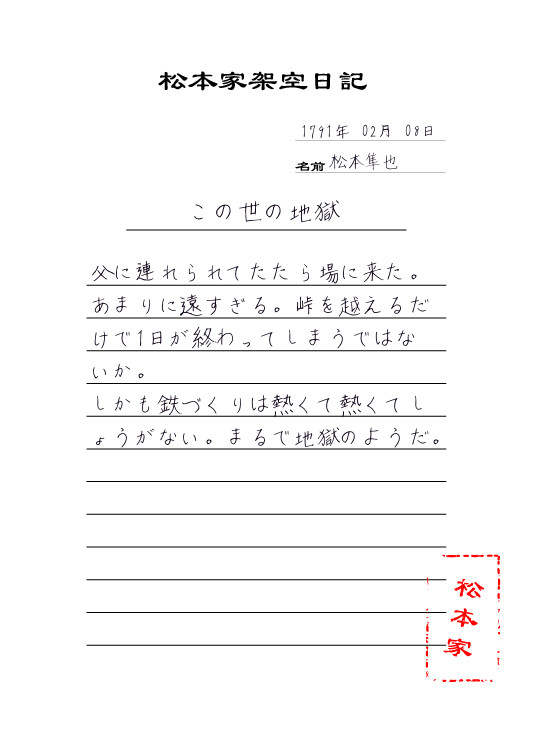 松本家架空日記
1791年 02月 08日
名前 松本隼也
この世の地獄
父に連れられてたたら場に来た。
あまりに遠すぎる。峠を越えるだ
けで1日が終わってしまうではな
いか。
しかも鉄づくりは熱くて熱くてし
ょうがない。まるで地獄のようだ。
松本家